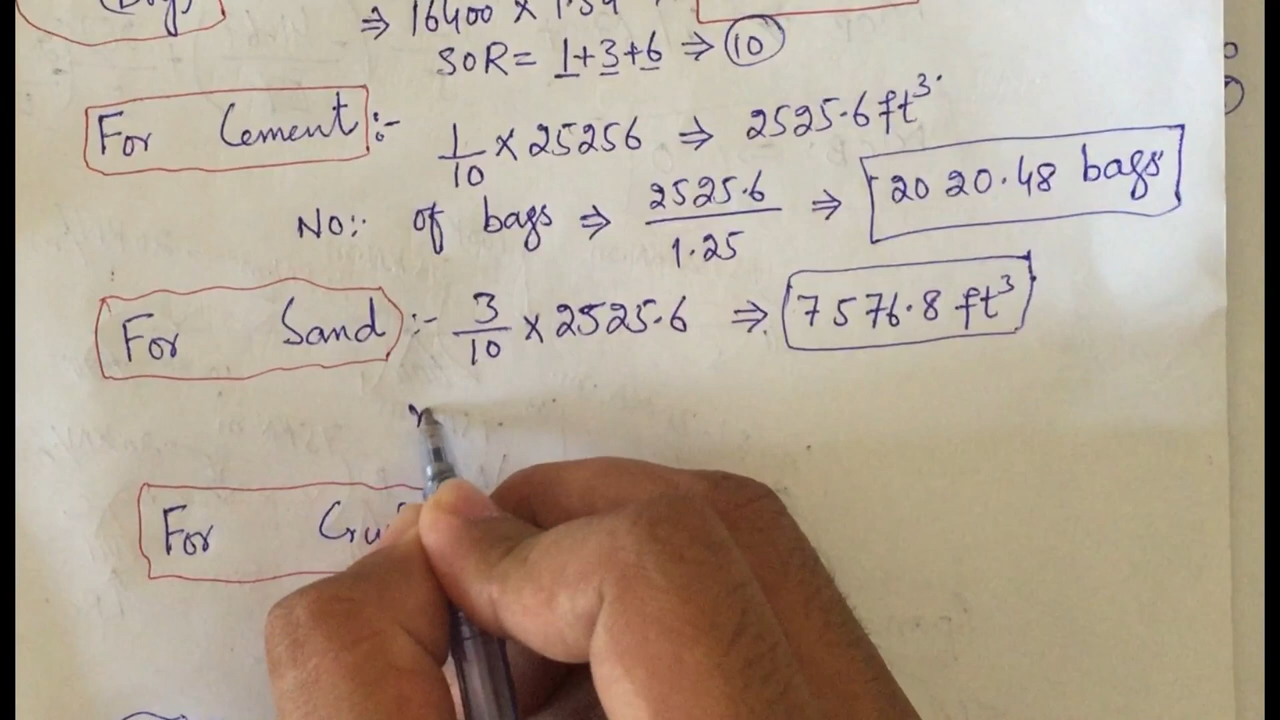 ⇒ 16400 × 1.54
SOR = 1+3+6 ⇒ 10
For Cement :- 1/10 × 25256 ⇒ 2525.6 ft³.
No:- of bags ⇒ 2525.6/1.25 ⇒ 2020.48 bags
For Sand :- 3/10 × 2525.6 ⇒ 7576.8 ft³
For